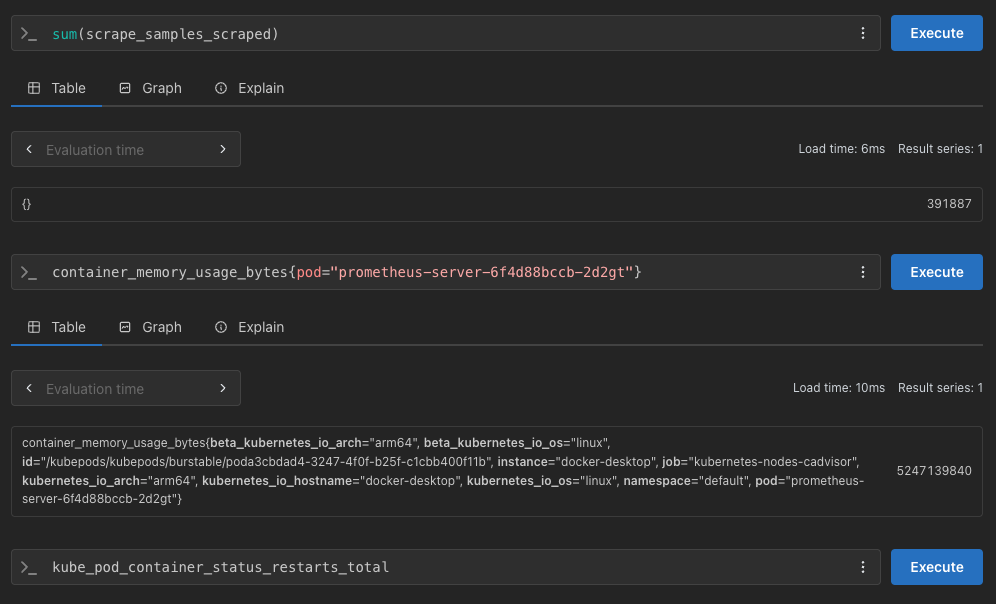 >_ sum(scrape_samples_scraped)
Execute
Table Graph Explain
Evaluation time
Load time: 6ms Result series: 1
{} 391887
>_ container_memory_usage_bytes{pod="prometheus-server-6f4d88bccb-2d2gt"}
Execute
Table Graph Explain
Evaluation time
Load time: 10ms Result series: 1
container_memory_usage_bytes{beta_kubernetes_io_arch="arm64", beta_kubernetes_io_os="linux",
id="/kubepods/kubepods/burstable/poda3cbdad4-3247-4f0f-b25f-c1cbb400f11b", instance="docker-desktop", job="kubernetes-nodes-cadvisor",
kubernetes_io_arch="arm64", kubernetes_io_hostname="docker-desktop", kubernetes_io_os="linux", namespace="default", pod="prometheus-
server-6f4d88bccb-2d2gt"}
5247139840
>_ kube_pod_container_status_restarts_total
Execute